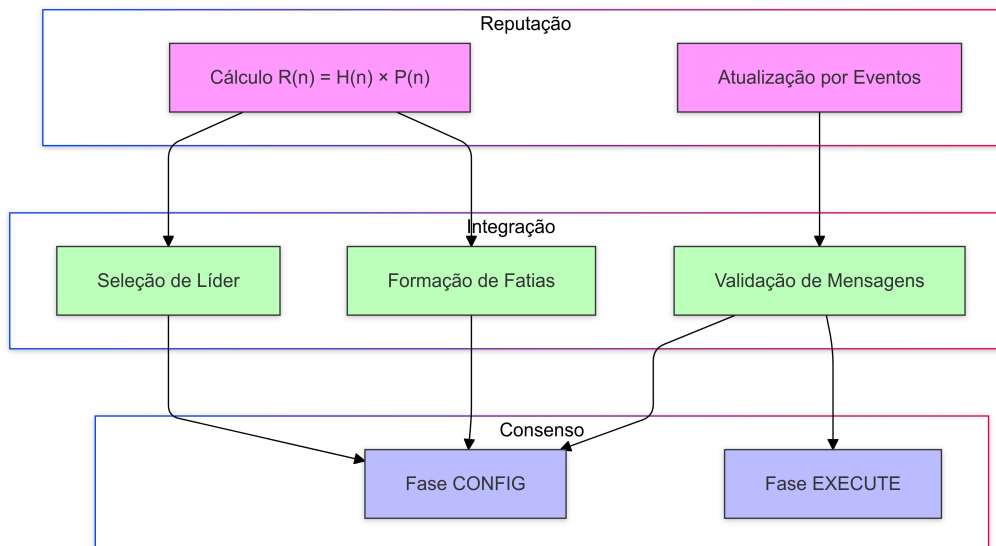 Reputação
Cálculo R(n) = H(n) × P(n)
Atualização por Eventos
Integração
Seleção de Líder
Formação de Fatias
Validação de Mensagens
Consenso
Fase CONFIG
Fase EXECUTE